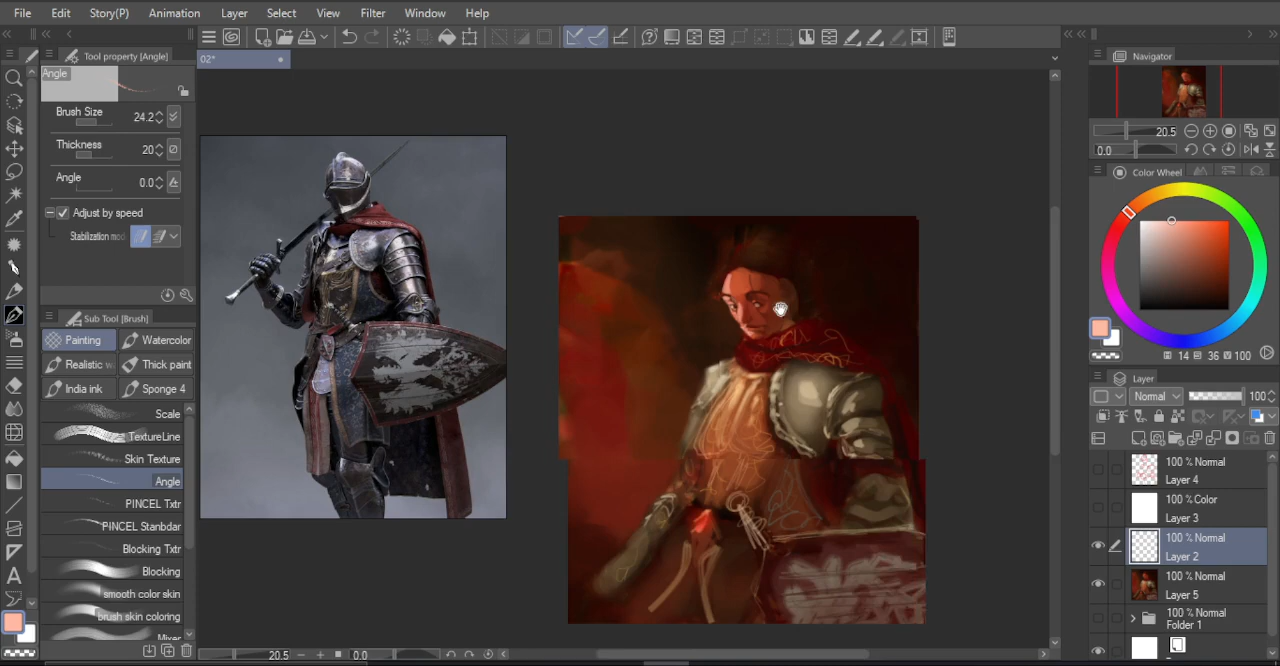 File Edit Story(P) Animation Layer Select View Filter Window Help
Tool property [Angle]
Angle
Brush Size 24.2
Thickness 20
Angle 0.0
Adjust by speed
Stabilization mod
Sub Tool [Brush]
Painting Watercolor
Realistic w Thick paint
India ink Sponge 4
Scale
TextureLine
Skin Texture
Angle
PINCEL Txtr
PINCEL Stanbdar
Blocking Txtr
Blocking
smooth color skin
brush skin coloring
Mixer
02*
20.5 0.0
Navigator
20.5
0.0
Color Wheel
H 14 S 36 V 100
Layer
Normal 100
100 % Normal
Layer 4
100 % Color
Layer 3
100 % Normal
Layer 2
100 % Normal
Layer 5
100 % Normal
Folder 1